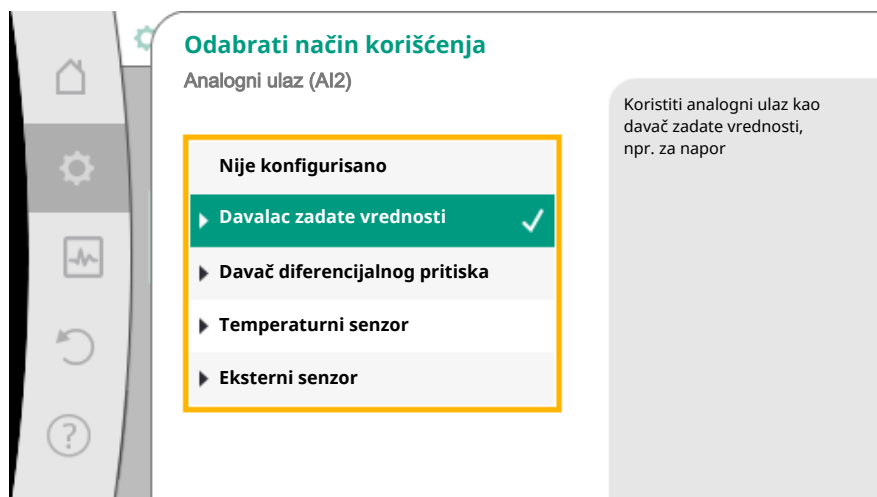 Odabrati način korišćenja
Analogni ulaz (AI2)
Nije konfigurisano
Davalac zadate vrednosti
Davač diferencijalnog pritiska
Temperaturni senzor
Eksterni senzor
Koristiti analogni ulaz kao
davač zadate vrednosti,
npr. za napor
?